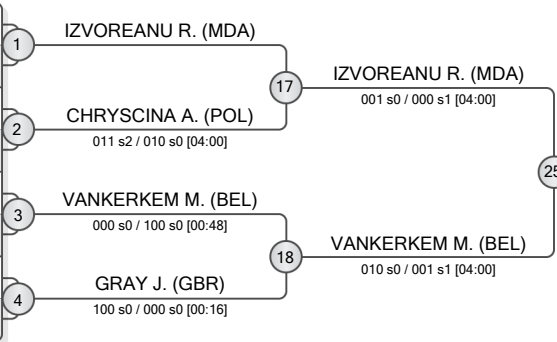 IZVOREANU R. (MDA)
1
17
IZVOREANU R. (MDA)
001 s0 / 000 s1 [04:00]
CHRYSCINA A. (POL)
2
011 s2 / 010 s0 [04:00]
25
VANKERKEM M. (BEL)
3
000 s0 / 100 s0 [00:48]
18
VANKERKEM M. (BEL)
010 s0 / 001 s1 [04:00]
GRAY J. (GBR)
4
100 s0 / 000 s0 [00:16]